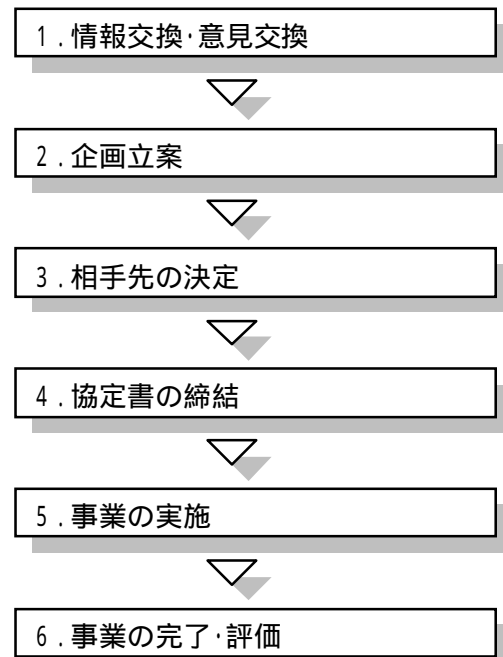 1．情報交換･意見交換
2．企画立案
3．相手先の決定
4．協定書の締結
5．事業の実施
6．事業の完了･評価